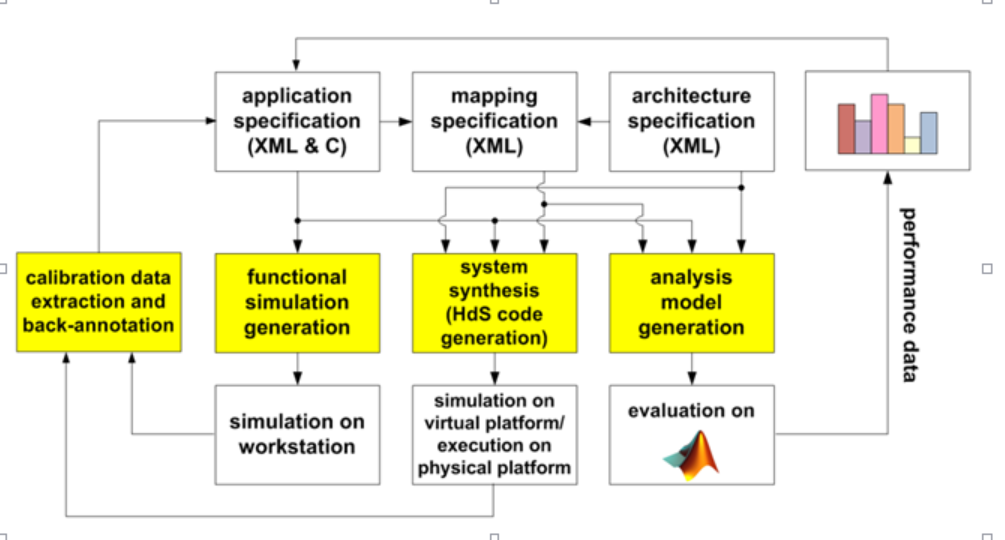 application
specification
(XML & C)
mapping
specification
(XML)
architecture
specification
(XML)
performance data
calibration data
extraction and
back-annotation
functional
simulation
generation
system
synthesis
(HdS code
generation)
analysis
model
generation
simulation on
workstation
simulation on
virtual platform/
execution on
physical platform
evaluation on